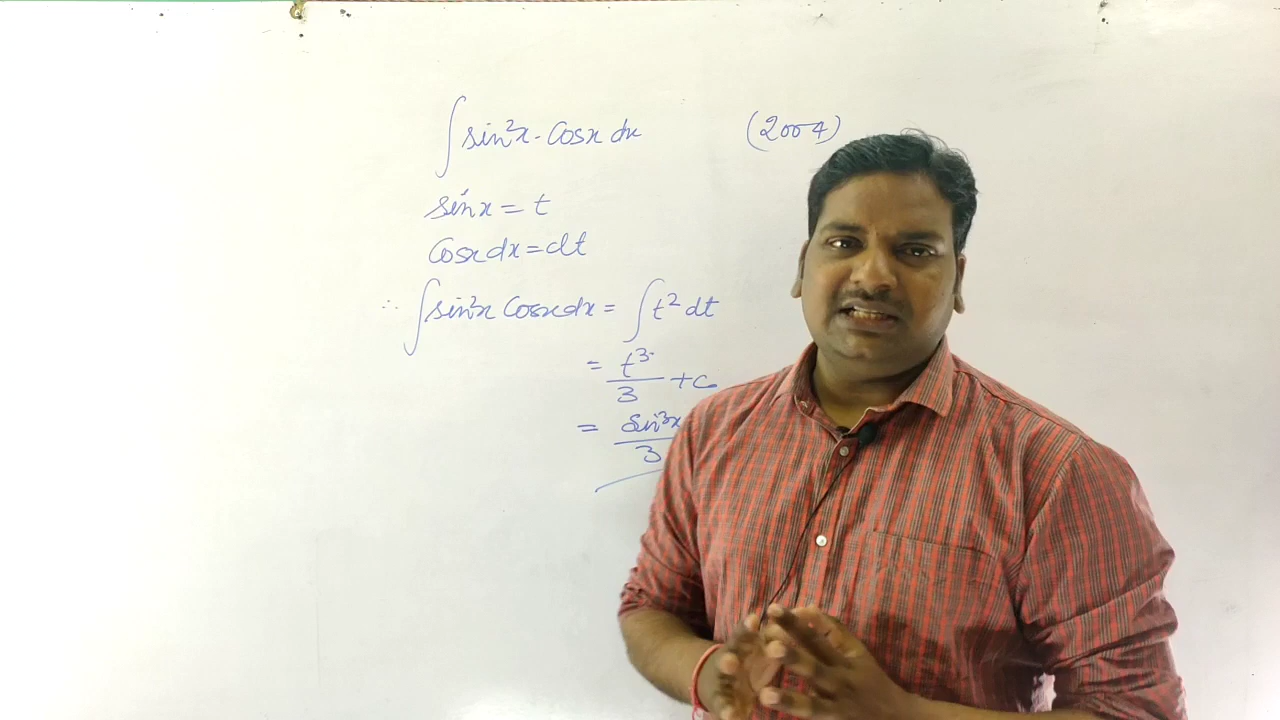 ∫sin²x · cosx dx (2004)
sinx = t
cosx dx = dt
∴ ∫sin²x cosx dx = ∫t² dt
= t³/3 + c
= sin³x/3